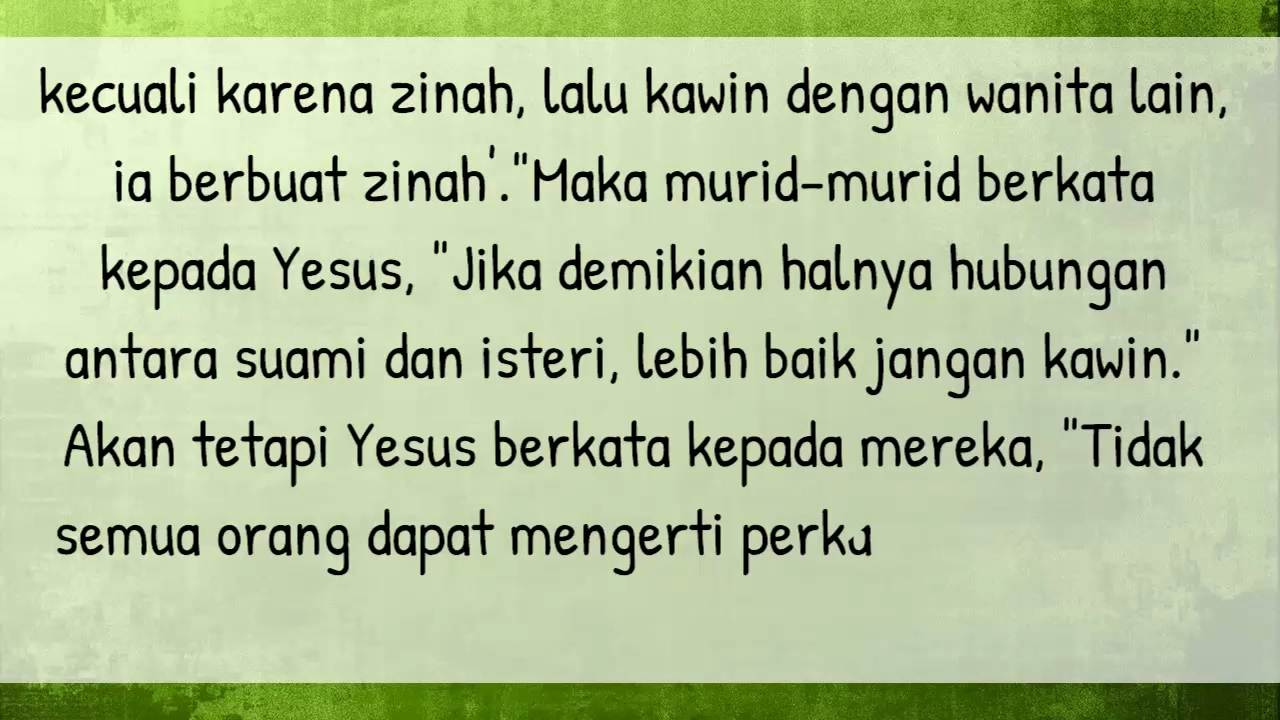 kecuali karena zinah, lalu kawin dengan wanita lain,
ia berbuat zinah'."Maka murid-murid berkata
kepada Yesus, "Jika demikian halnya hubungan
antara suami dan isteri, lebih baik jangan kawin."
Akan tetapi Yesus berkata kepada mereka, "Tidak
semua orang dapat mengerti perka